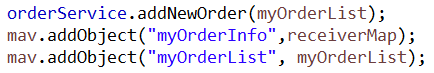 orderService.addNewOrder(myOrderList);
mav.addObject("myOrderInfo",receiverMap);
mav.addObject("myOrderList", myOrderList);